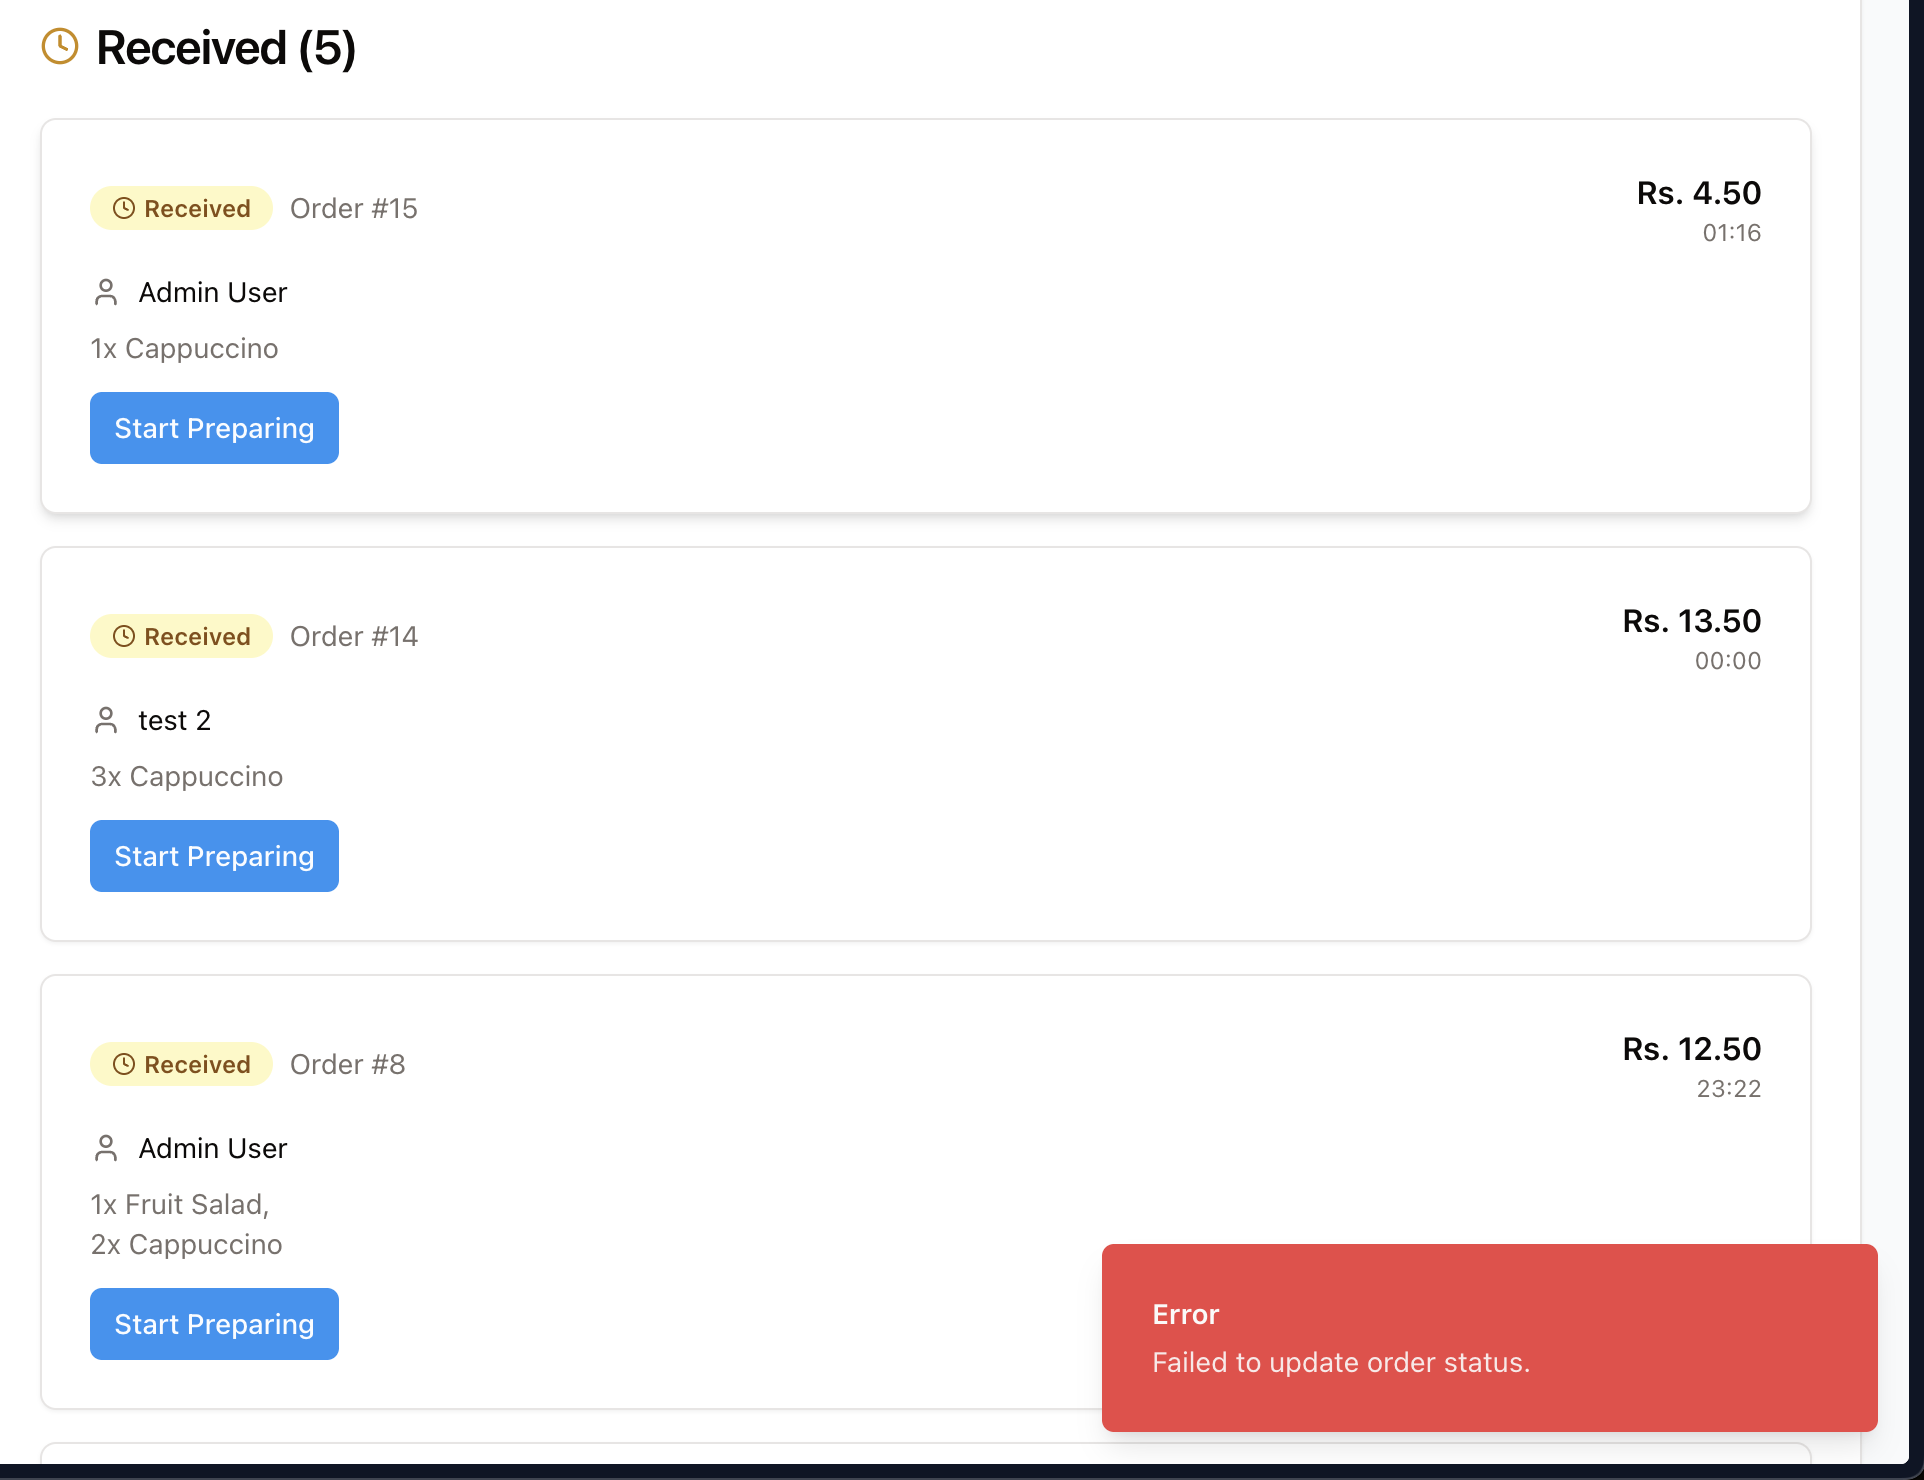 Received (5)
Received Order #15
Rs. 4.50
01:16
Admin User
1x Cappuccino
Start Preparing
Received Order #14
Rs. 13.50
00:00
test 2
3x Cappuccino
Start Preparing
Received Order #8
Rs. 12.50
23:22
Admin User
1x Fruit Salad,
2x Cappuccino
Start Preparing
Error
Failed to update order status.